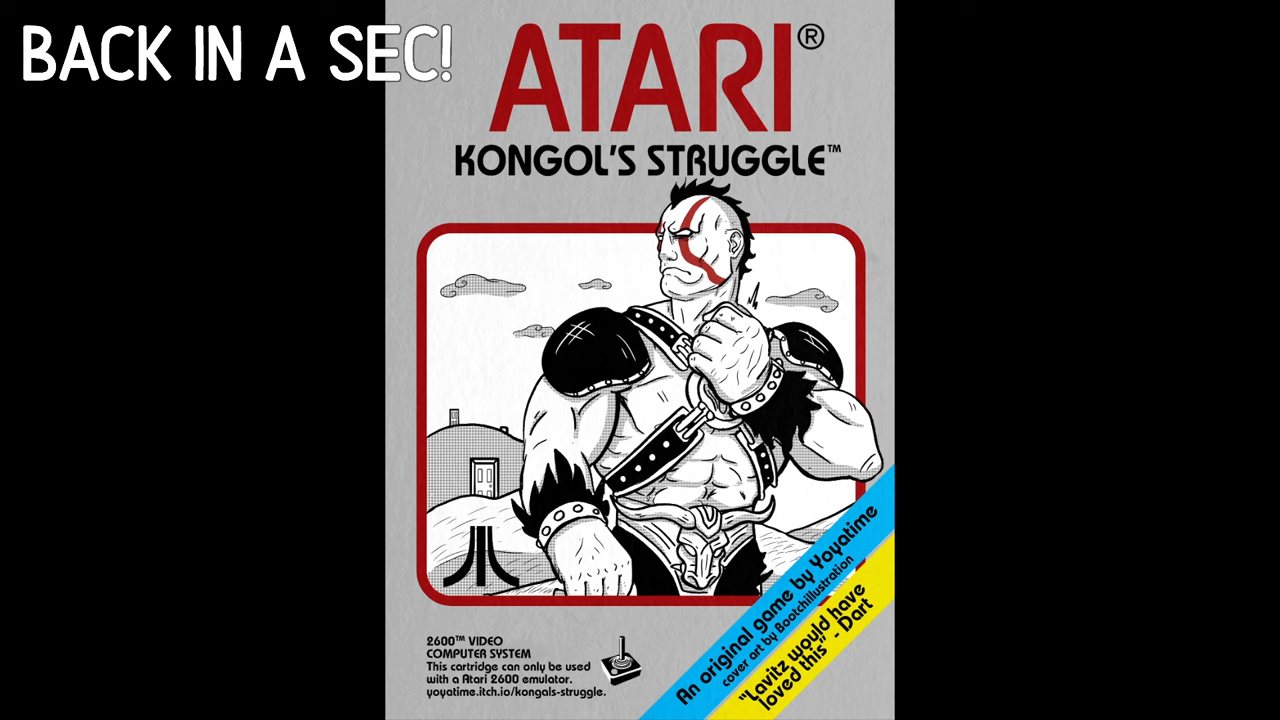 BACK IN A SEC!
ATARI®
KONGOL'S STRUGGLE™
2600™ VIDEO
COMPUTER SYSTEM
This cartridge can only be used
with a Atari 2600 emulator.
yoyatime.itch.io/kongals-struggle.
An original game by Yoyatime
cover art by Bootchillustration
"Lavitz would have
loved this" - Dart